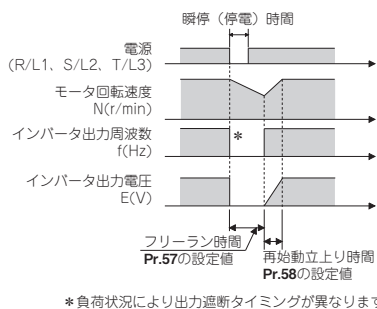 瞬停（停電）時間
電源
(R/L1、S/L2、T/L3)
モータ回転速度
N(r/min)
インバータ出力周波数
f(Hz)
*
インバータ出力電圧
E(V)
フリーラン時間
Pr.57の設定値
再始動立上り時間
Pr.58の設定値
*負荷状況により出力遮断タイミングが異なります